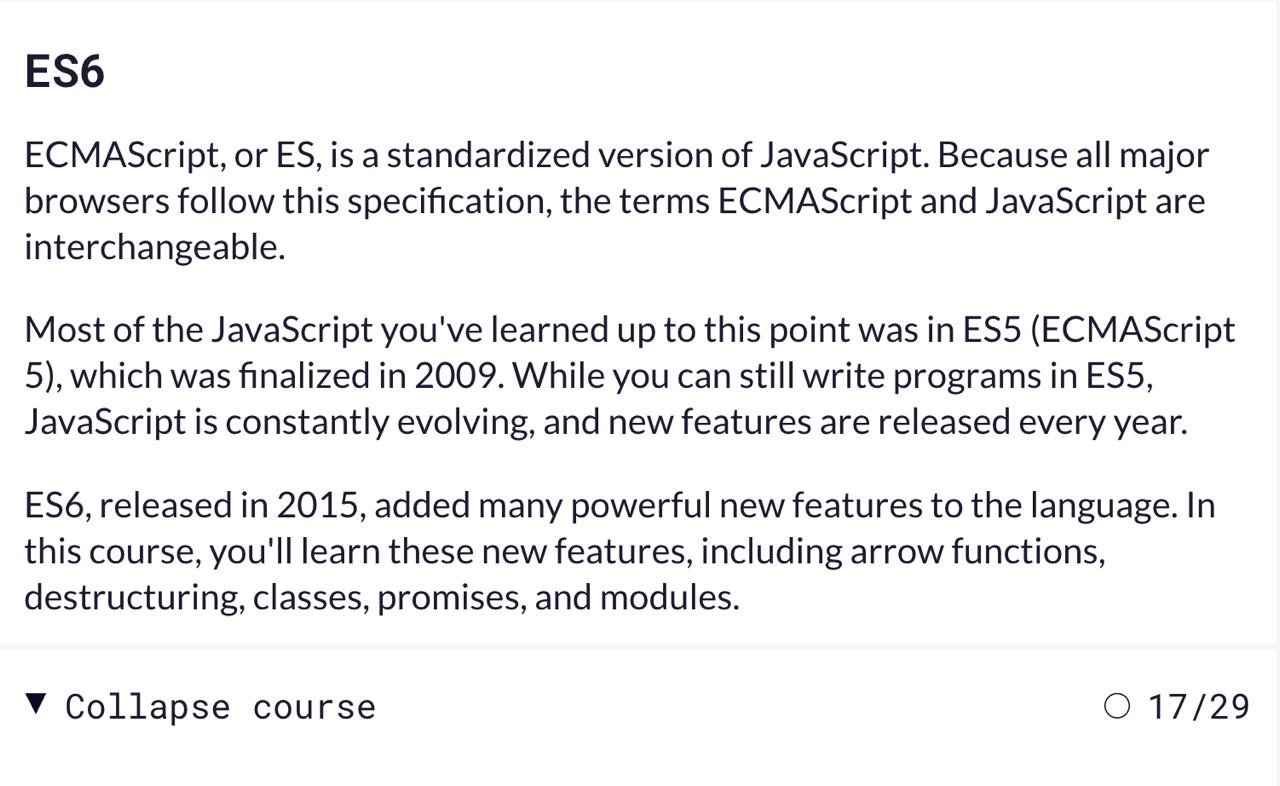 ES6
ECMAScript, or ES, is a standardized version of JavaScript. Because all major
browsers follow this specification, the terms ECMAScript and JavaScript are
interchangeable.
Most of the JavaScript you've learned up to this point was in ES5 (ECMAScript
5), which was finalized in 2009. While you can still write programs in ES5,
JavaScript is constantly evolving, and new features are released every year.
ES6, released in 2015, added many powerful new features to the language. In
this course, you'll learn these new features, including arrow functions,
destructuring, classes, promises, and modules.
Collapse course 17/29